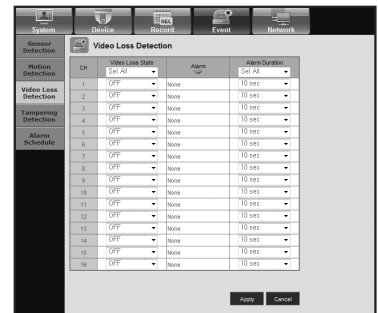 System Device Record Event Network
REC
Sensor Detection
Motion Detection
Video Loss Detection
Tampering Detection
Alarm Schedule
Video Loss Detection
CH Video Loss State Alarm Alarm Duration
Sel All Sel All
1 OFF None 10 sec
2 OFF None 10 sec
3 OFF None 10 sec
4 OFF None 10 sec
5 OFF None 10 sec
6 OFF None 10 sec
7 OFF None 10 sec
8 OFF None 10 sec
9 OFF None 10 sec
10 OFF None 10 sec
11 OFF None 10 sec
12 OFF None 10 sec
13 OFF None 10 sec
14 OFF None 10 sec
15 OFF None 10 sec
16 OFF None 10 sec
Apply Cancel